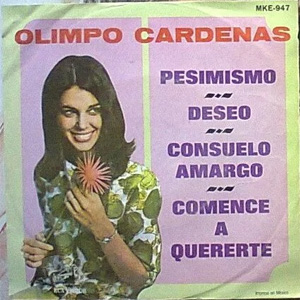 MKE-947
OLIMPO CARDENAS
PESIMISMO
DESEO
CONSUELO
AMARGO
COMENCE
A
QUERERTE